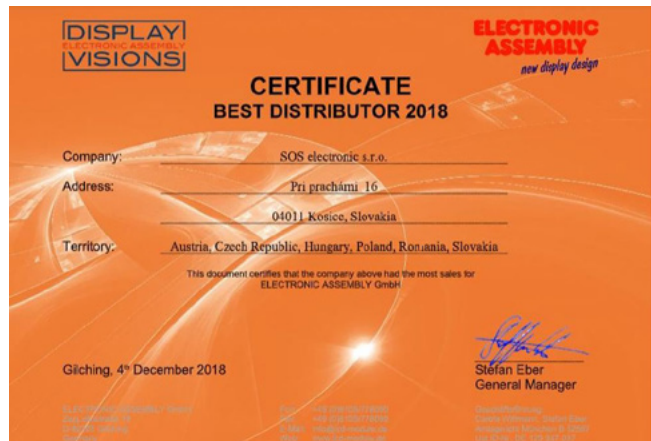 DISPLAY
ELECTRONIC ASSEMBLY
VISIONS
ELECTRONIC
ASSEMBLY
new display design
CERTIFICATE
BEST DISTRIBUTOR 2018
Company: SOS electronic s.r.o.
Address: Pri prachárni 16
04011 Kosice, Slovakia
Territory: Austria, Czech Republic, Hungary, Poland, Romania, Slovakia
This document certifies that the company above had the most sales for
ELECTRONIC ASSEMBLY GmbH
Gilching, 4th December 2018
Stefan Eber
General Manager